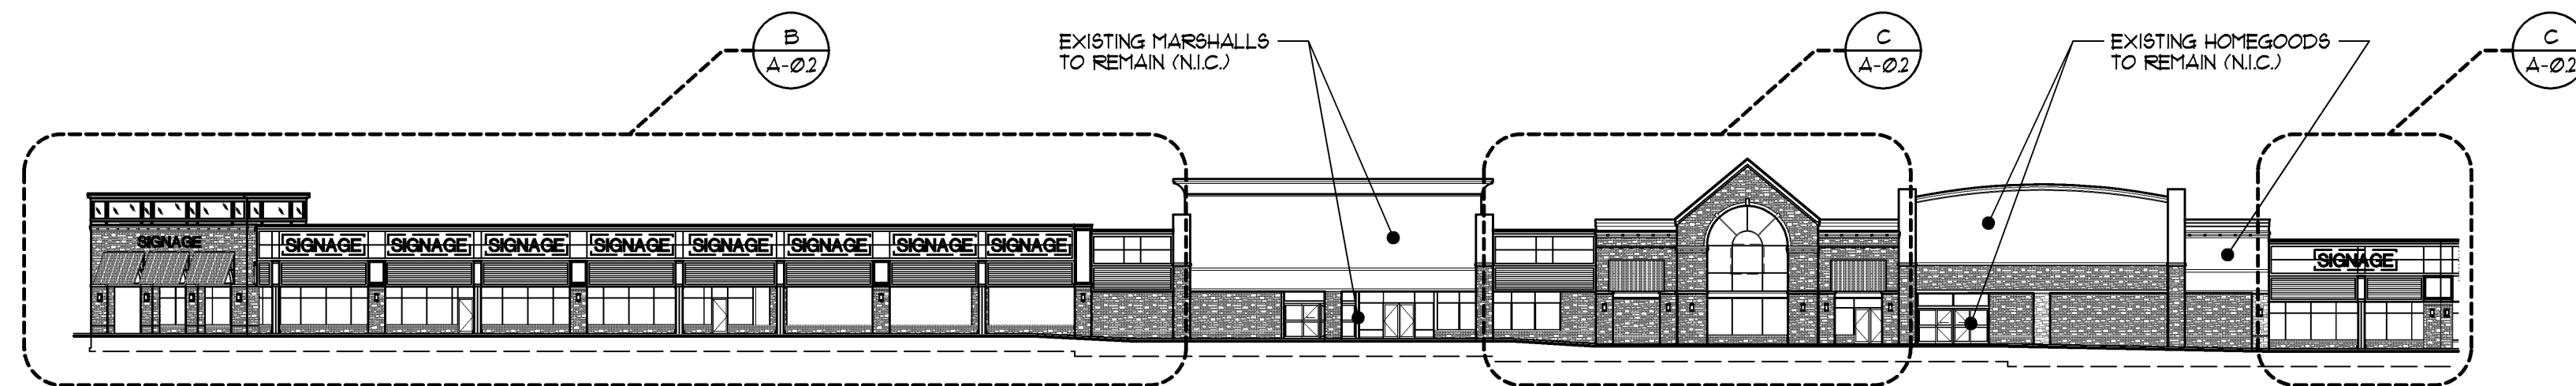 B
A-Ø.2
EXISTING MARSHALLS
TO REMAIN (N.I.C.)
C
A-Ø.2
EXISTING HOMEGOODS
TO REMAIN (N.I.C.)
C
A-Ø.2
SIGNAGE
SIGNAGE
SIGNAGE
SIGNAGE
SIGNAGE
SIGNAGE
SIGNAGE
SIGNAGE
SIGNAGE
SIGNAGE